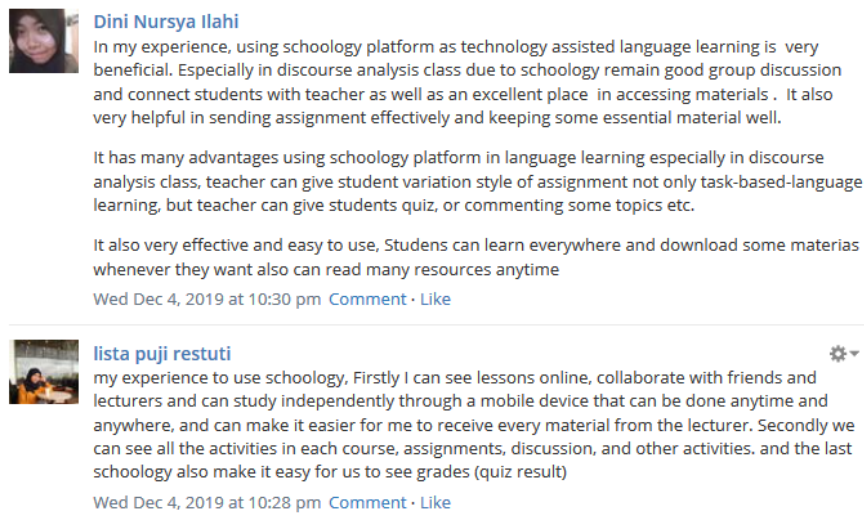 Dini Nursya Ilahi
In my experience, using schoology platform as technology assisted language learning is very
beneficial. Especially in discourse analysis class due to schoology remain good group discussion
and connect students with teacher as well as an excellent place in accessing materials . It also
very helpful in sending assignment effectively and keeping some essential material well.
It has many advantages using schoology platform in language learning especially in discourse
analysis class, teacher can give student variation style of assignment not only task-based-language
learning, but teacher can give students quiz, or commenting some topics etc.
It also very effective and easy to use, Studens can learn everywhere and download some materias
whenever they want also can read many resources anytime
Wed Dec 4, 2019 at 10:30 pm Comment · Like
lista puji restuti
my experience to use schoology, Firstly I can see lessons online, collaborate with friends and
lecturers and can study independently through a mobile device that can be done anytime and
anywhere, and can make it easier for me to receive every material from the lecturer. Secondly we
can see all the activities in each course, assignments, discussion, and other activities. and the last
schoology also make it easy for us to see grades (quiz result)
Wed Dec 4, 2019 at 10:28 pm Comment · Like